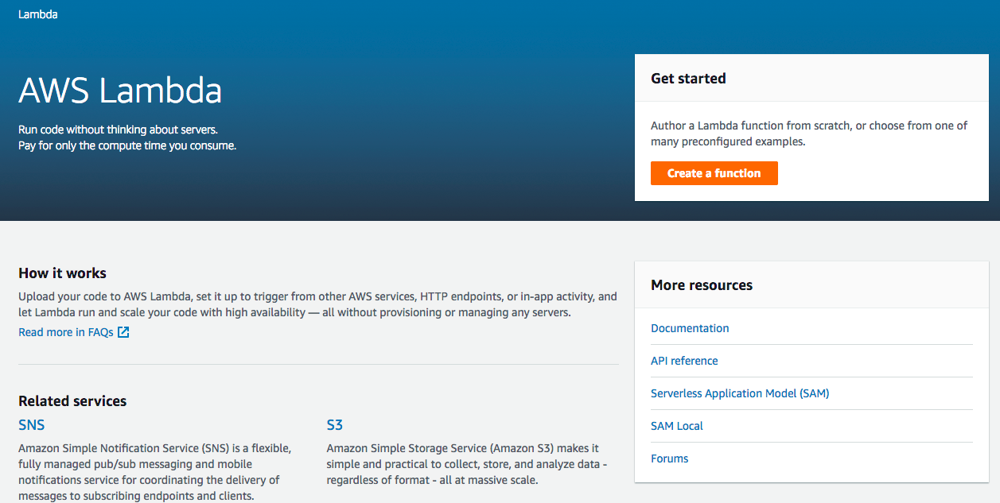 Lambda
AWS Lambda
Run code without thinking about servers.
Pay for only the compute time you consume.
Get started
Author a Lambda function from scratch, or choose from one of
many preconfigured examples.
Create a function
How it works
Upload your code to AWS Lambda, set it up to trigger from other AWS services, HTTP endpoints, or in-app activity, and
let Lambda run and scale your code with high availability — all without provisioning or managing any servers.
Read more in FAQs
Related services
SNS
Amazon Simple Notification Service (SNS) is a flexible,
fully managed pub/sub messaging and mobile
notifications service for coordinating the delivery of
messages to subscribing endpoints and clients.
S3
Amazon Simple Storage Service (Amazon S3) makes it
simple and practical to collect, store, and analyze data -
regardless of format - all at massive scale.
More resources
Documentation
API reference
Serverless Application Model (SAM)
SAM Local
Forums